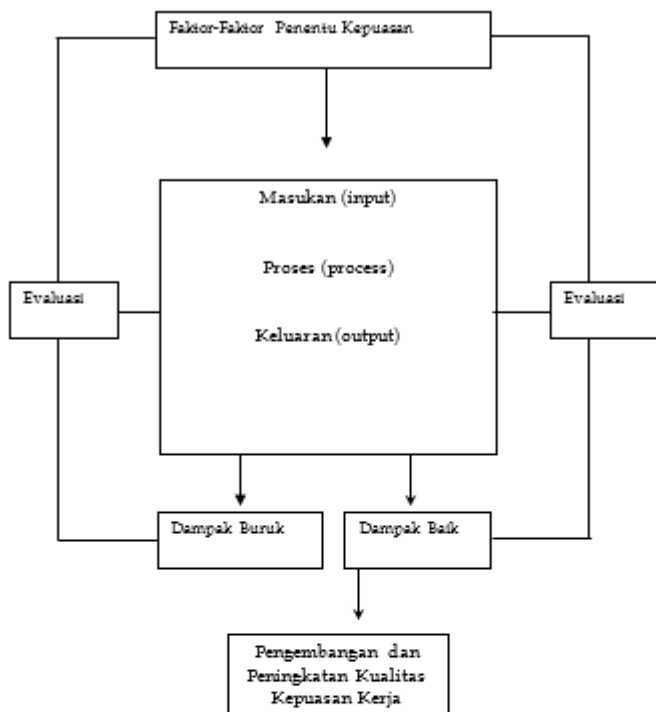 Faktor-Faktor Penentu Kepuasan
Masukan (input)
Proses (process)
Evaluasi
Evaluasi
Keluaran (output)
Dampak Buruk
Dampak Baik
Pengembangan dan
Peningkatan Kualitas
Kepuasan Kerja